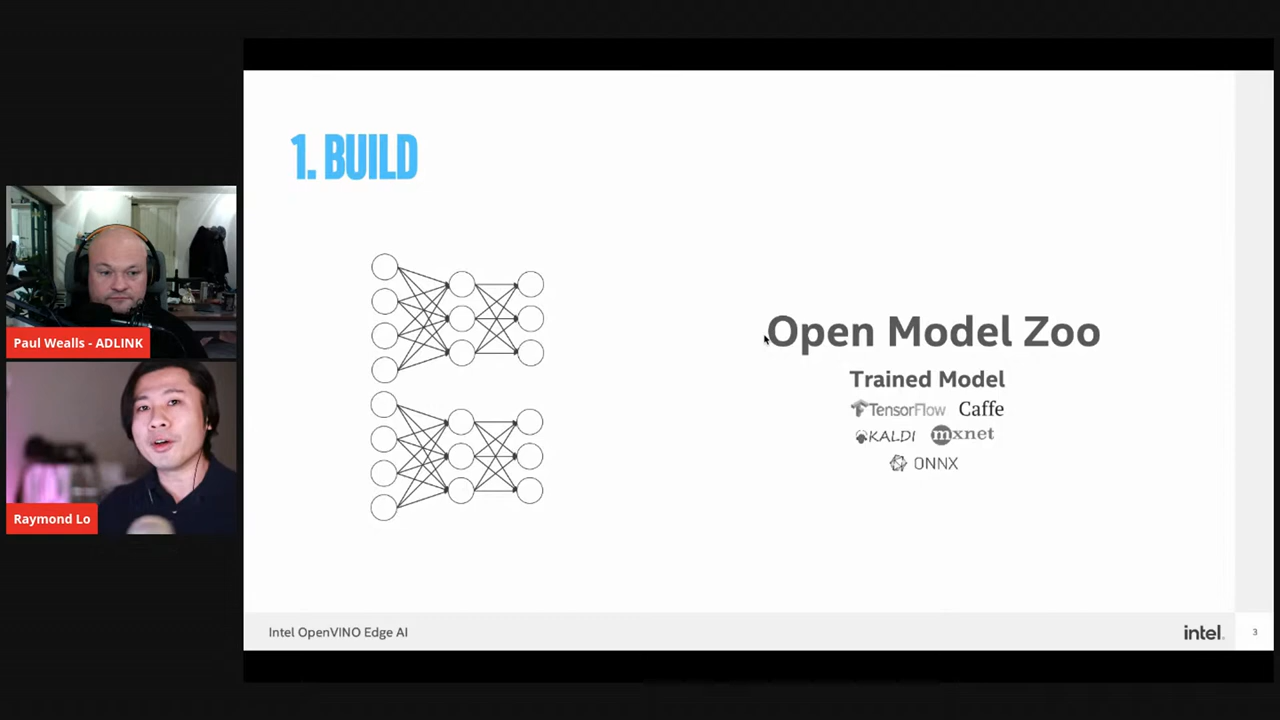 1. BUILD
Open Model Zoo
Trained Model
TensorFlow Caffe
KALDI mxnet
ONNX
Paul Wealls - ADLINK
Raymond Lo
Intel OpenVINO Edge AI
intel.
3